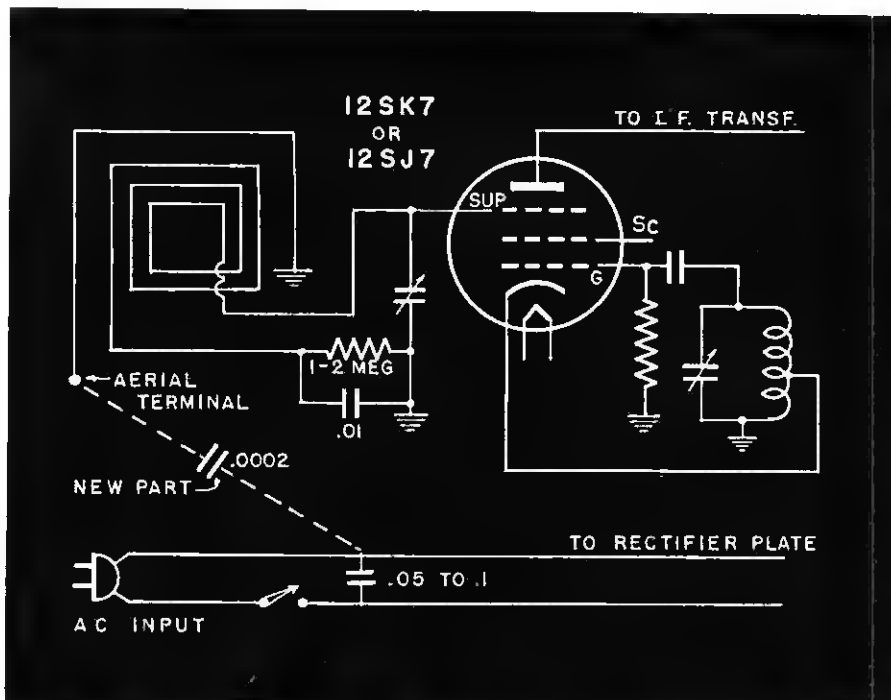 12SK7
OR
12SJ7
TO I.F. TRANSF.
SUP
Sc
G
1-2 MEG
.01
AERIAL
TERMINAL
.0002
NEW PART
TO RECTIFIER PLATE
.05 TO .1
AC INPUT